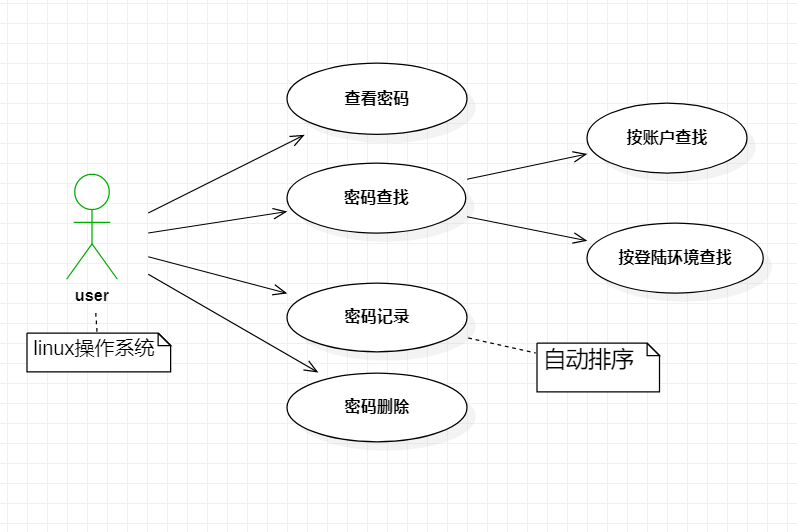 查看密码
按账户查找
密码查找
按登陆环境查找
user
密码记录
linux操作系统
自动排序
密码删除